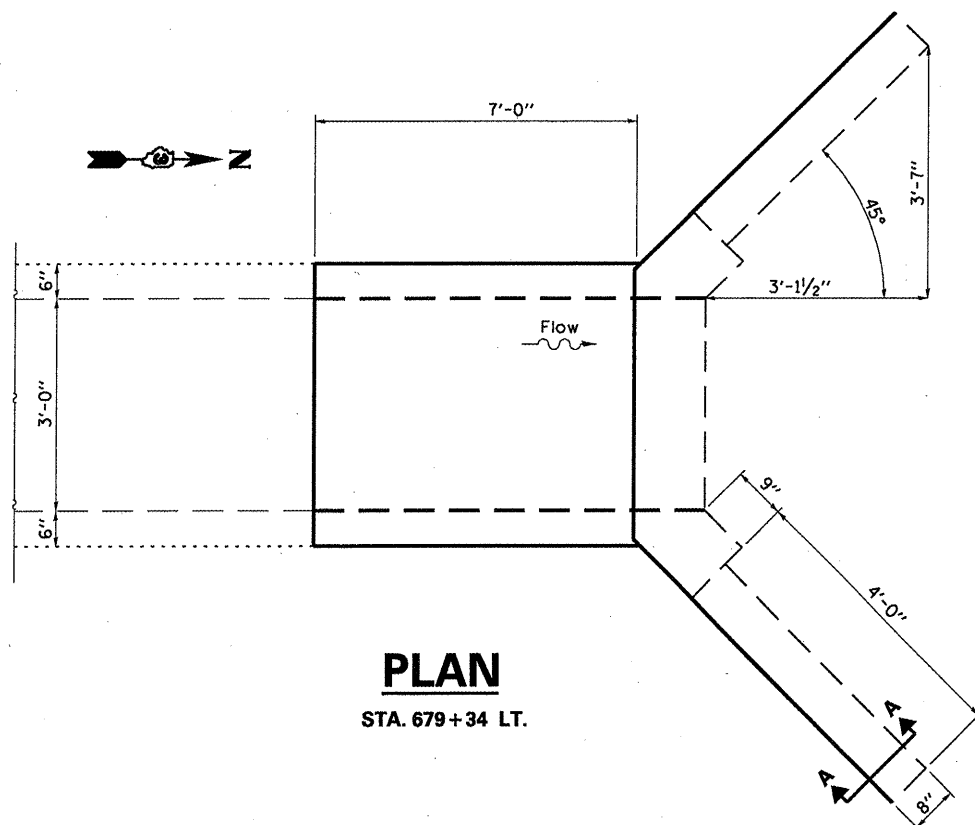 7'-0"
N
45°
3'-7"
6"
3'-1½"
Flow
3'-0"
9"
6"
4'-0"
PLAN
STA. 679+34 LT.
A
A
8"